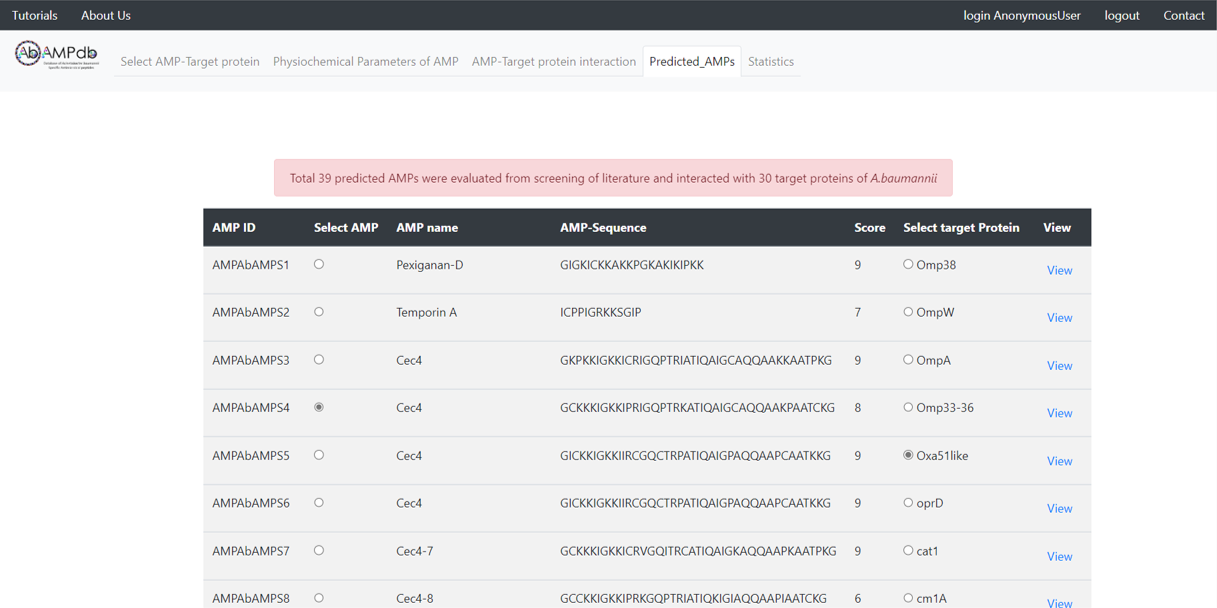 Tutorials About Us login AnonymousUser logout Contact
AbAMPdb
Select AMP-Target protein Physiochemical Parameters of AMP AMP-Target protein interaction Predicted_AMPs Statistics
Total 39 predicted AMPs were evaluated from screening of literature and interacted with 30 target proteins of A.baumannii
AMP ID Select AMP AMP name AMP-Sequence Score Select target Protein View
AMPAbAMPS1 Pexiganan-D GIGKICKKAKKPGKAKIKIPKK 9 Omp38 View
AMPAbAMPS2 Temporin A ICPPIGRKKSGIP 7 OmpW View
AMPAbAMPS3 Cec4 GKPKKIGKKICRIGQPTRIATIQAIGCAQQAAKKAATPKG 9 OmpA View
AMPAbAMPS4 Cec4 GCKKKIGKKIPRIGQPTRKATIQAIGCAQQAAKPAATCKG 8 Omp33-36 View
AMPAbAMPS5 Cec4 GICKKIGKKIIRCGQCTRPATIQAIGPAQQAAPCAATKKG 9 Oxa51like View
AMPAbAMPS6 Cec4 GICKKIGKKIIRCGQCTRPATIQAIGPAQQAAPCAATKKG 9 oprD View
AMPAbAMPS7 Cec4-7 GCKKKIGKKICRVGQITRCATIQAIGKAQQAAPKAATPKG 9 cat1 View
AMPAbAMPS8 Cec4-8 GCCKKIGKKIPRKGQPTRIATIQKIGIAQQAAPIAATCKG 6 cm1A View